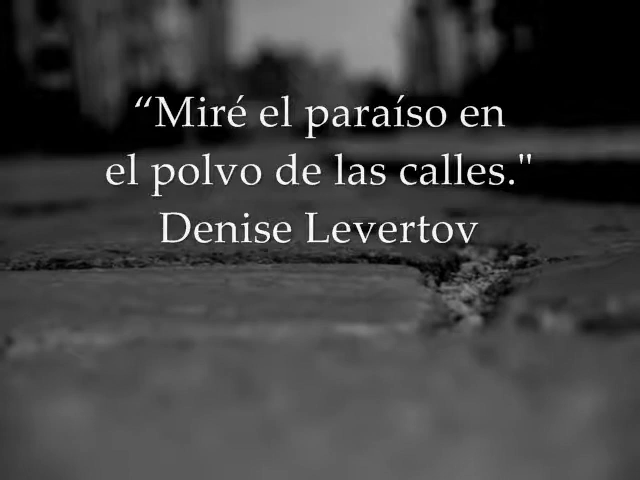 “Miré el paraíso en
el polvo de las calles."
Denise Levertov